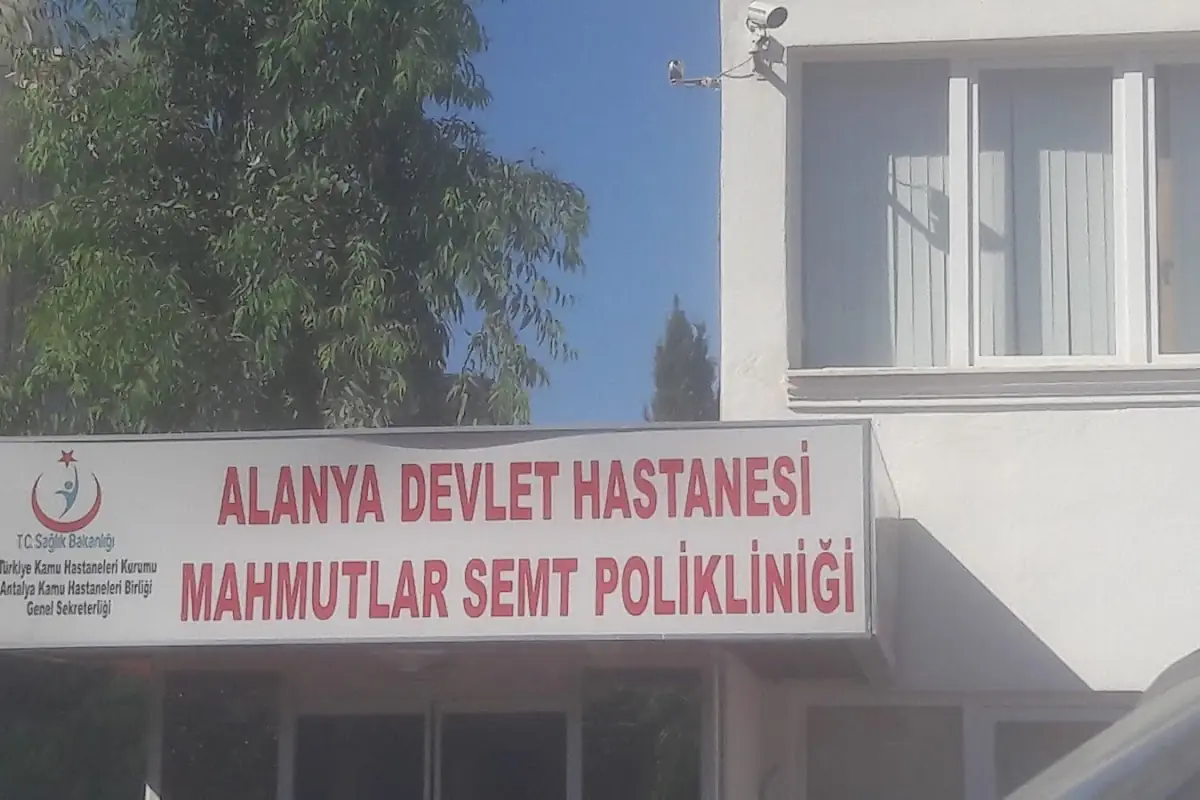 ALANYA DEVLET HASTANESİ
MAHMUTLAR SEMT POLİKLİNİĞİ
T.C. Sağlık Bakanlığı
Türkiye Kamu Hastaneleri Kurumu
Antalya Kamu Hastaneleri Birliği
Genel Sekreterliği